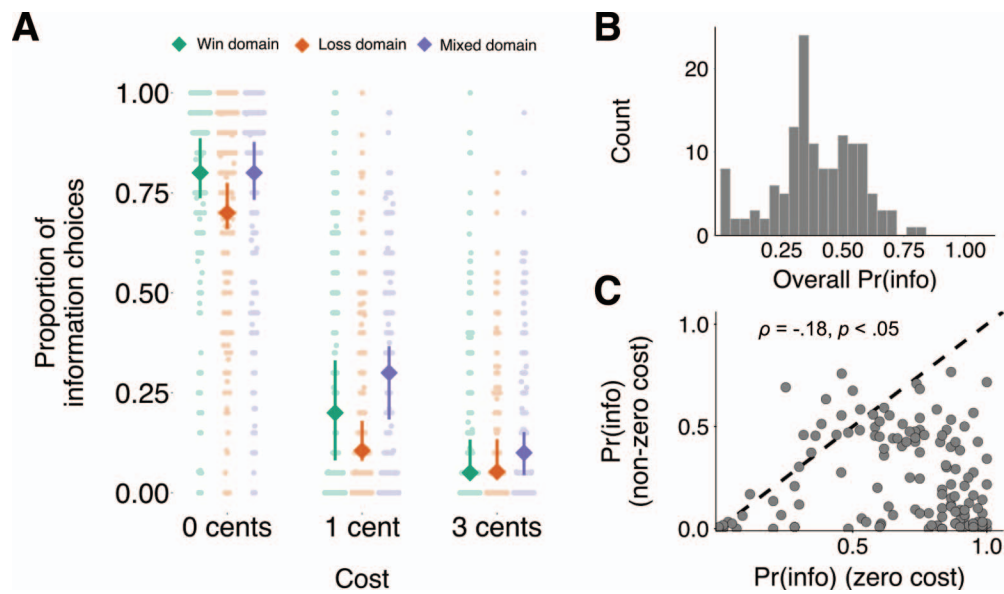 A
Win domain Loss domain Mixed domain
1.00
0.75
0.50
0.25
0.00
Proportion of
information choices
0 cents 1 cent 3 cents
Cost
B
20
10
0
Count
0.25 0.50 0.75 1.00
Overall Pr(info)
C
ρ = -.18, p < .05
1.0
0.5
0.0
Pr(info)
(non-zero cost)
0.5 1.0
Pr(info) (zero cost)